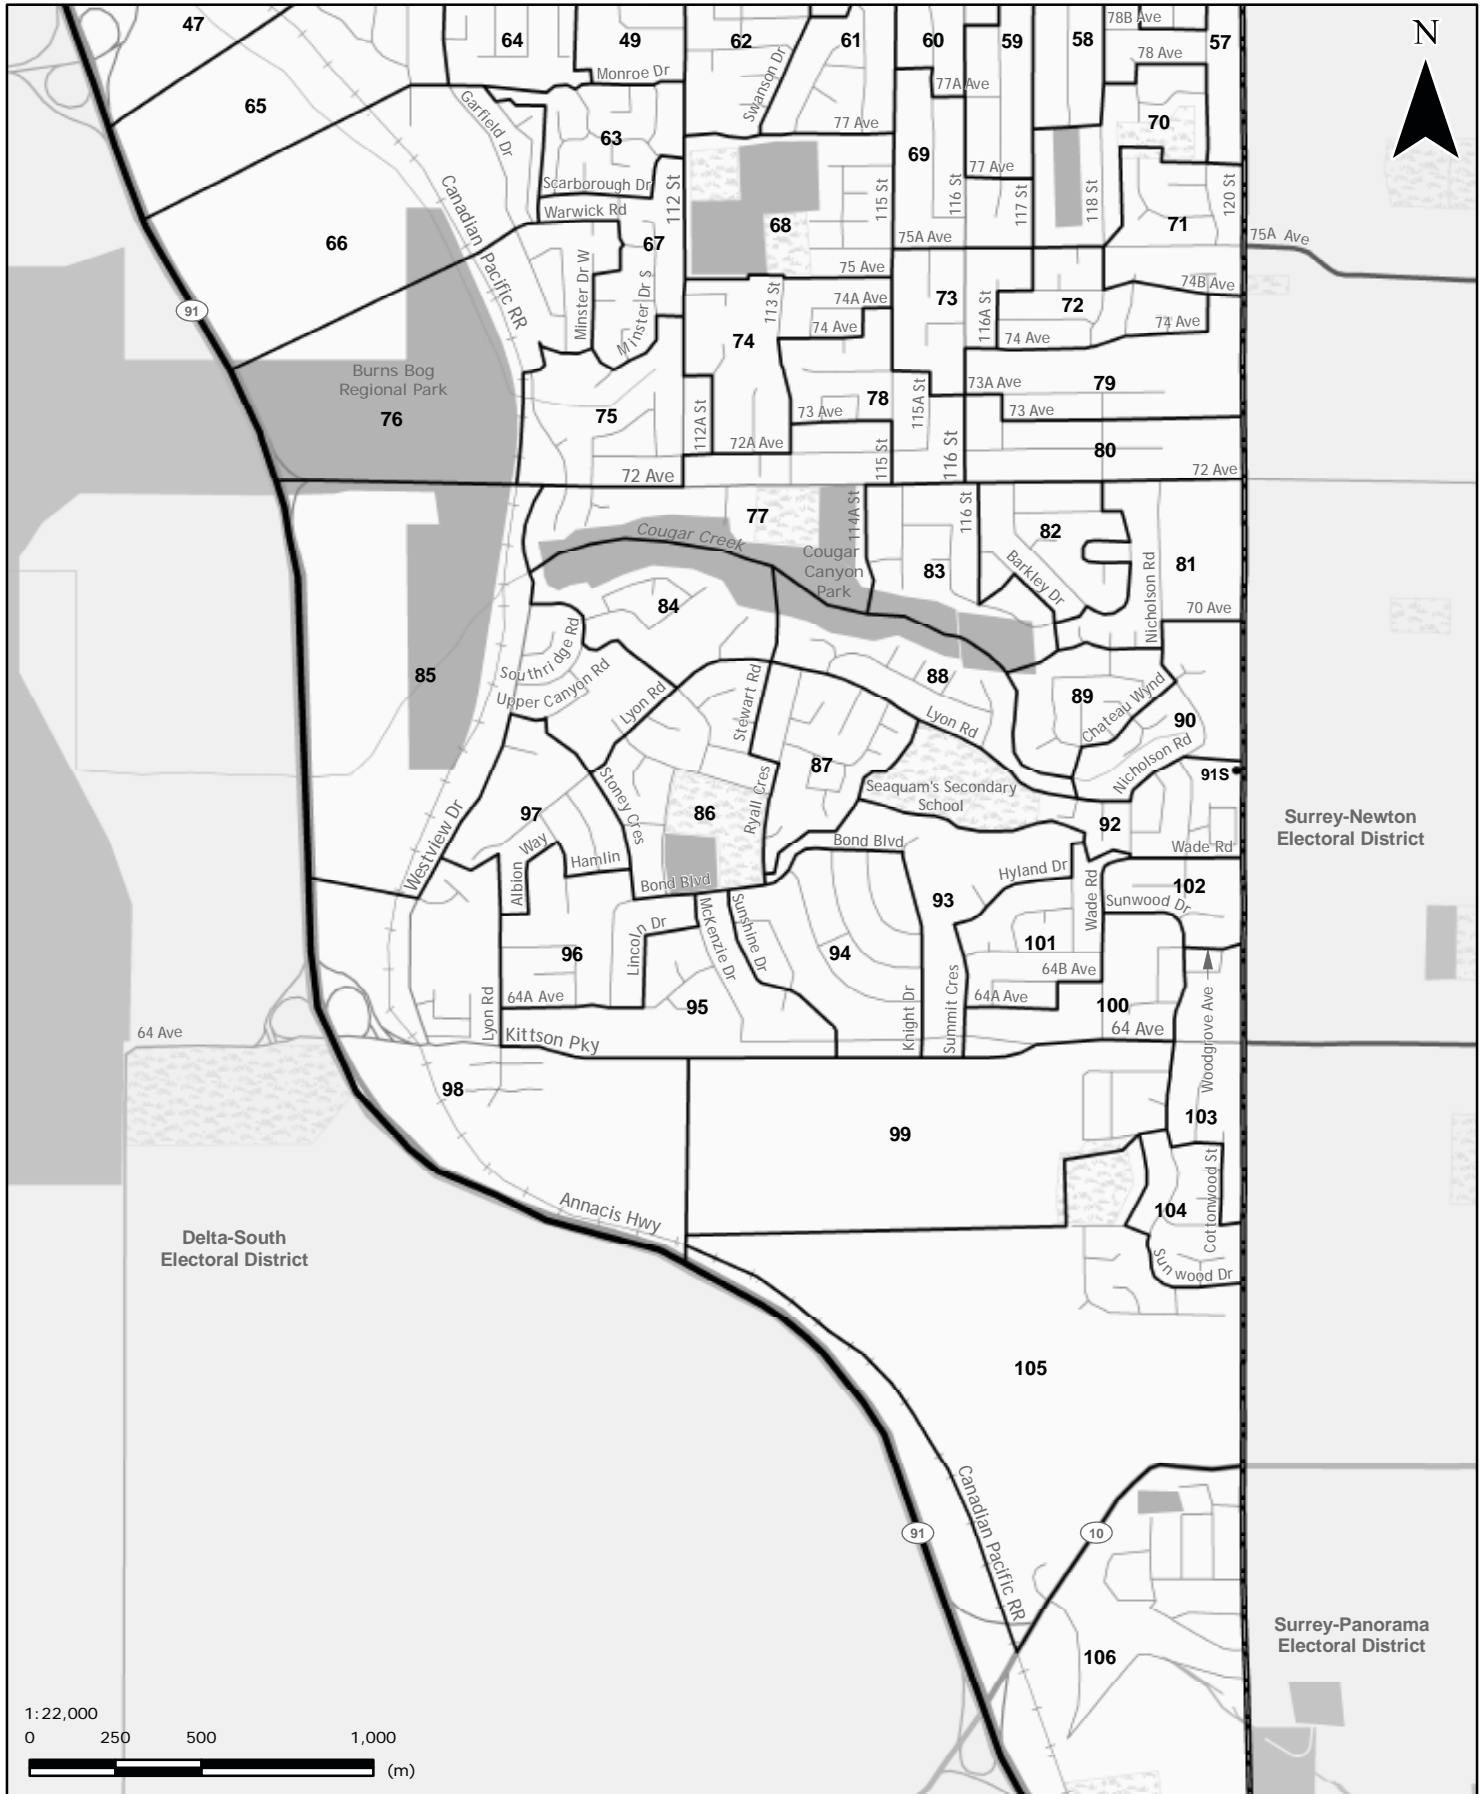 47
64
49
62
61
60
59
58
78B Ave
57
N
78 Ave
Monroe Dr
Swanson Dr
77A Ave
65
Garfield Dr
63
77 Ave
70
69
77 Ave
Scarborough Dr
112 St
115 St
116 St
117 St
118 St
120 St
Warwick Rd
Canadian Pacific RR
66
67
68
75A Ave
71
75A Ave
75 Ave
Minster Dr W
Minster Dr S
113 St
74A Ave
73
116A St
72
74B Ave
91
74
74 Ave
74 Ave
74 Ave
Burns Bog
Regional Park
76
75
112A St
73 Ave
78
115A St
73A Ave
79
73 Ave
72A Ave
115 St
116 St
80
72 Ave
72 Ave
77
114A St
116 St
82
Cougar Creek
Cougar
Canyon
Park
83
Barkley Dr
Nicholson Rd
81
84
70 Ave
Southridge Rd
85
Upper Canyon Rd
Lyon Rd
Stewart Rd
88
Lyon Rd
89
Chateau Wynd
90
Nicholson Rd
87
91S
Stoney Cres
Ryall Cres
Seaquam's Secondary
School
Westview Dr
97
86
92
Surrey-Newton
Electoral District
Albion Way
Hamlin
Bond Blvd
Bond Blvd
Hyland Dr
Wade Rd
Wade Rd
102
Sunwood Dr
McKenzie Dr
Sunshine Dr
93
Lincoln Dr
96
94
101
64B Ave
64A Ave
95
64A Ave
100
Lyon Rd
Kittson Pky
Knight Dr
Summit Cres
64 Ave
64 Ave
Woodgrove Ave
98
99
103
Cottonwood St
104
Annacis Hwy
Delta-South
Electoral District
Sunwood Dr
105
Canadian Pacific RR
91
10
106
Surrey-Panorama
Electoral District
1:22,000
0 250 500 1,000
(m)